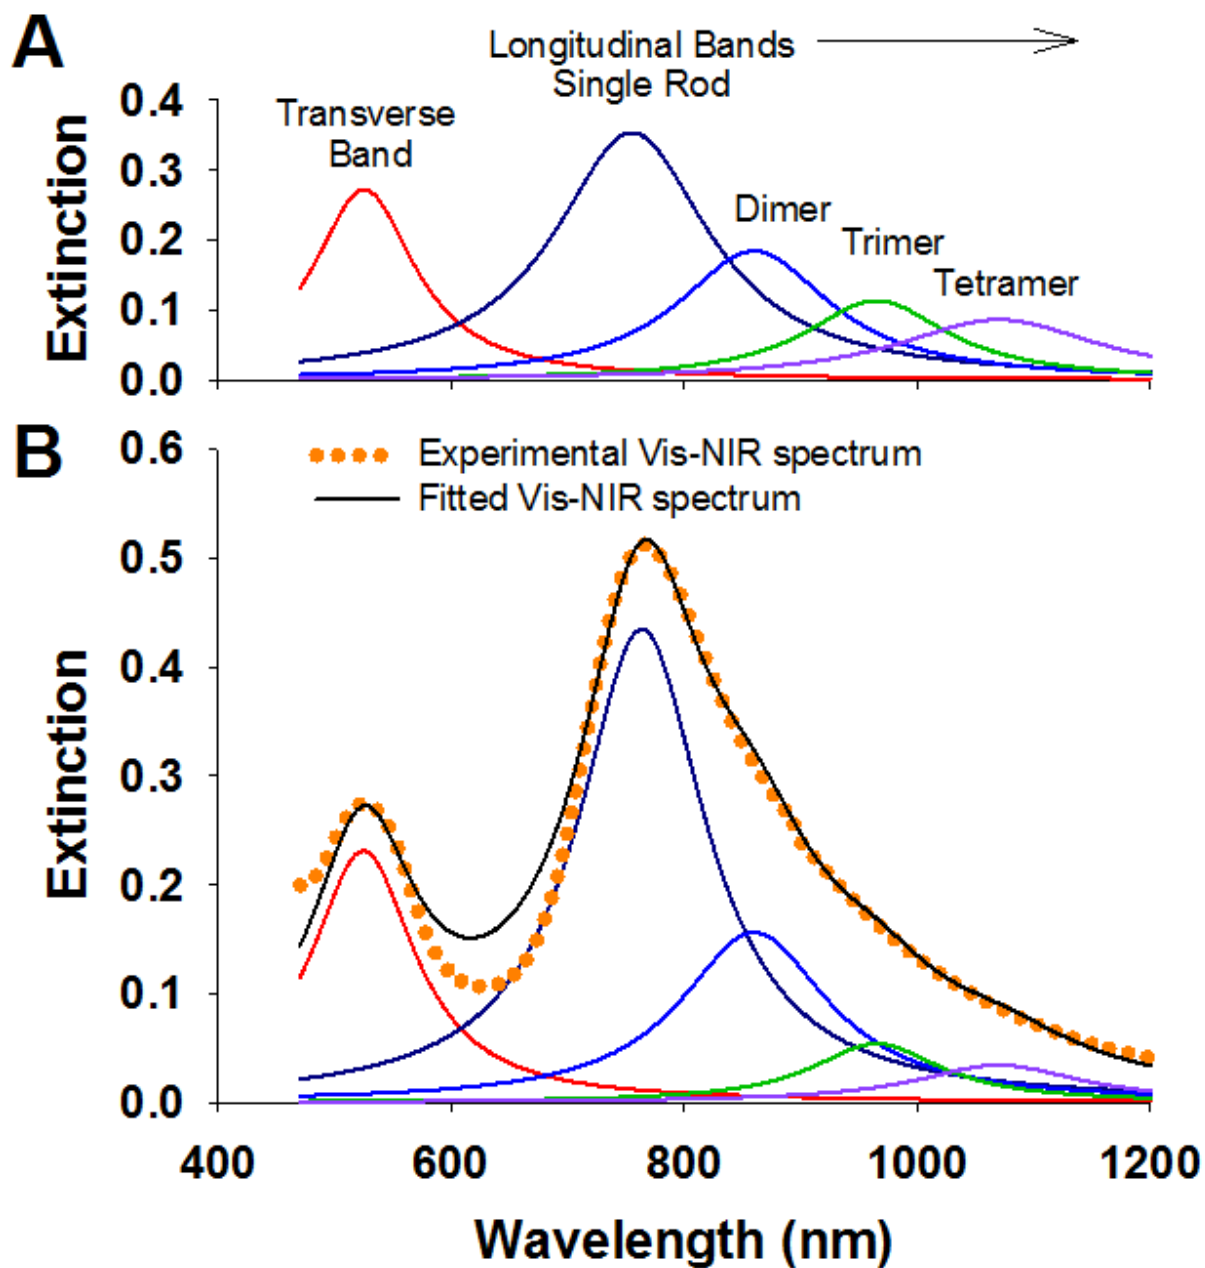 A
Longitudinal Bands
Single Rod
Transverse
Band
Dimer
Trimer
Tetramer
Extinction
0.4
0.3
0.2
0.1
0.0
B
Experimental Vis-NIR spectrum
Fitted Vis-NIR spectrum
Extinction
0.6
0.5
0.4
0.3
0.2
0.1
0.0
400 600 800 1000 1200
Wavelength (nm)